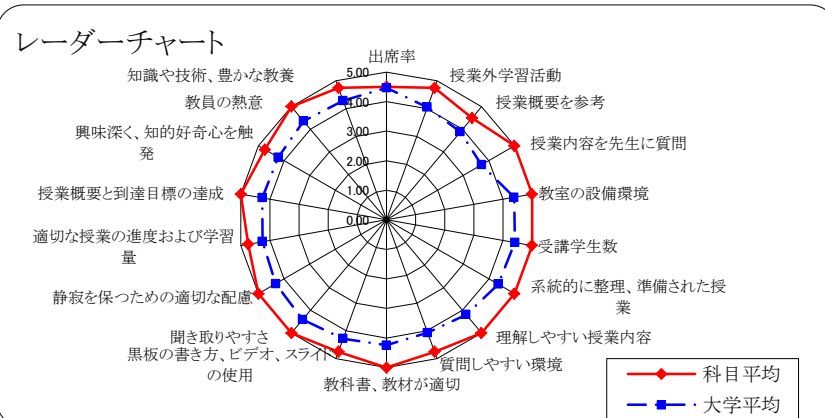 レーダーチャート
出席率
授業外学習活動
授業概要を参考
授業内容を先生に質問
教室の設備環境
受講学生数
系統的に整理、準備された授
業
理解しやすい授業内容
質問しやすい環境
教科書、教材が適切
黒板の書き方、ビデオ、スライド
の使用
聞き取りやすさ
静寂を保つための適切な配慮
適切な授業の進度および学習
量
授業概要と到達目標の達成
興味深く、知的好奇心を触
発
教員の熱意
知識や技術、豊かな教養
5.00
4.00
3.00
2.00
1.00
0.00
科目平均
大学平均